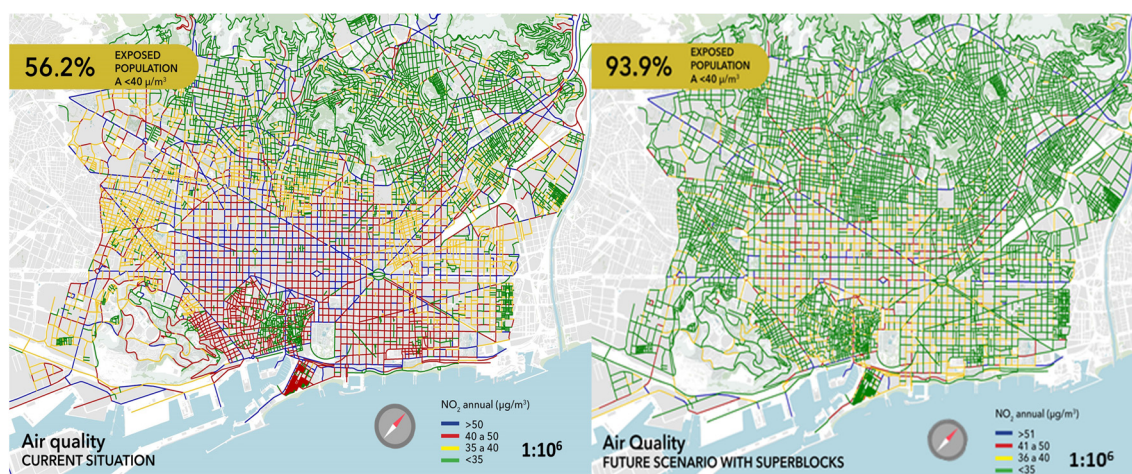 56.2%
EXPOSED
POPULATION
A <40 µ/m³
Air quality
CURRENT SITUATION
NO₂ annual (µg/m³)
>50
40 a 50
35 a 40
<35
1:10⁶
93.9%
EXPOSED
POPULATION
A <40 µ/m³
Air Quality
FUTURE SCENARIO WITH SUPERBLOCKS
NO₂ annual (µg/m³)
>51
41 a 50
36 a 40
<35
1:10⁶